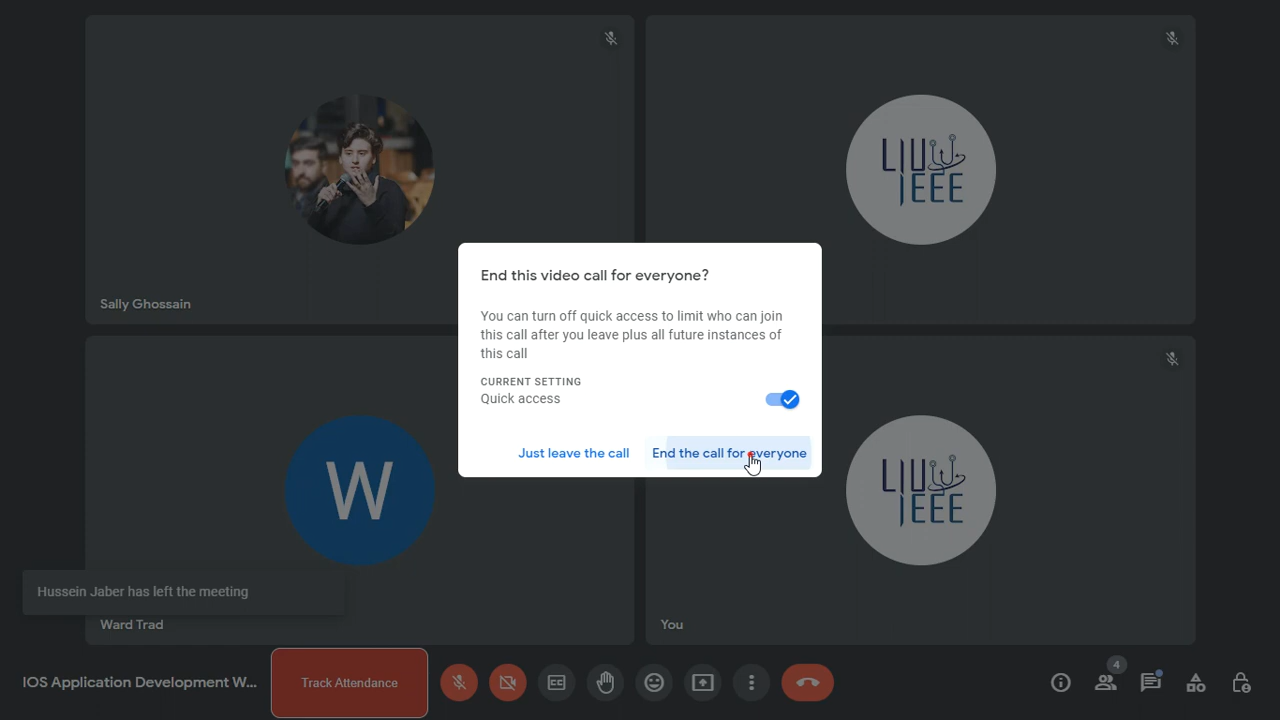 LIU
IEEE
Sally Ghossain
End this video call for everyone?
You can turn off quick access to limit who can join
this call after you leave plus all future instances of
this call
CURRENT SETTING
Quick access
Just leave the call
End the call for everyone
W
LIU
IEEE
Hussein Jaber has left the meeting
Ward Trad
You
IOS Application Development W...
Track Attendance
CC
4